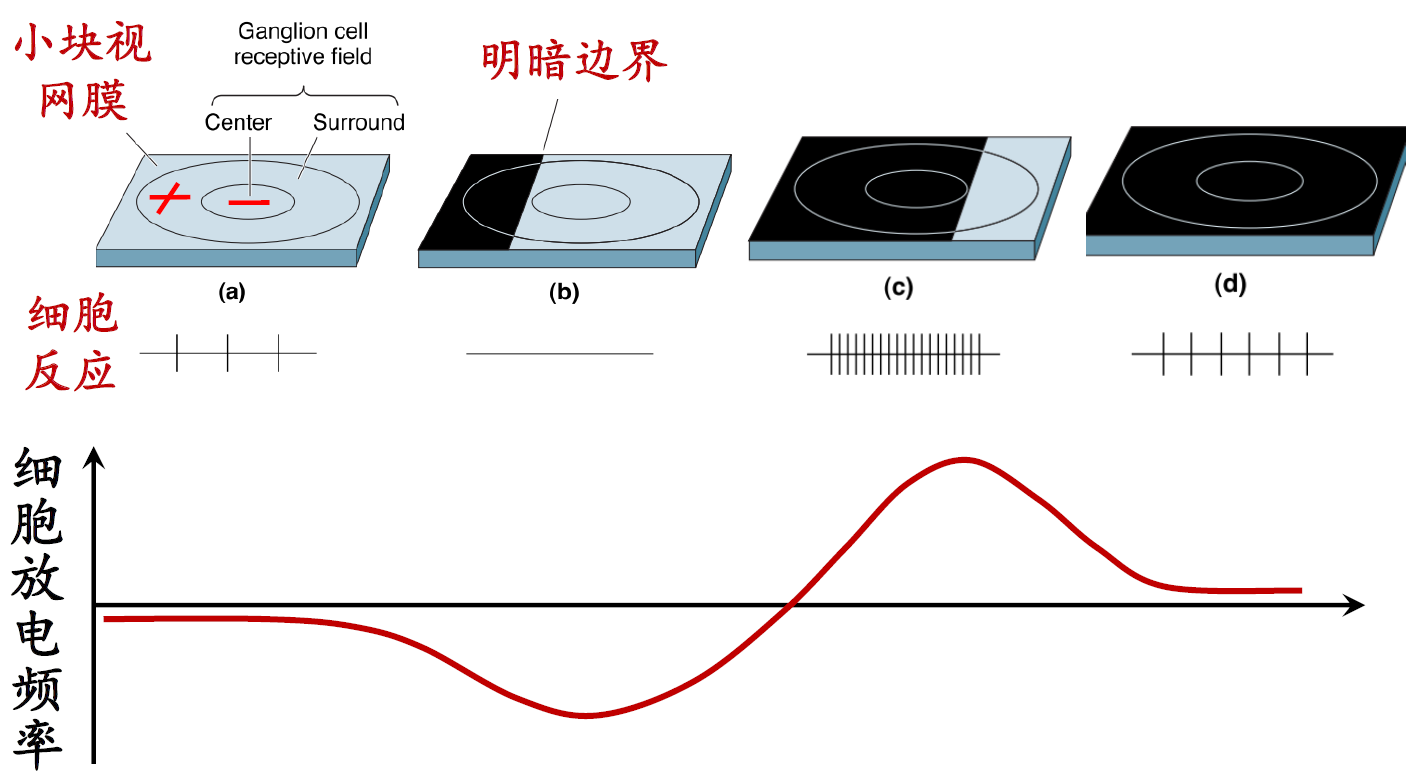 小块视
网膜
Ganglion cell
receptive field
Center
Surround
明暗边界
(a)
(b)
(c)
(d)
细胞
反应
细胞放电频率